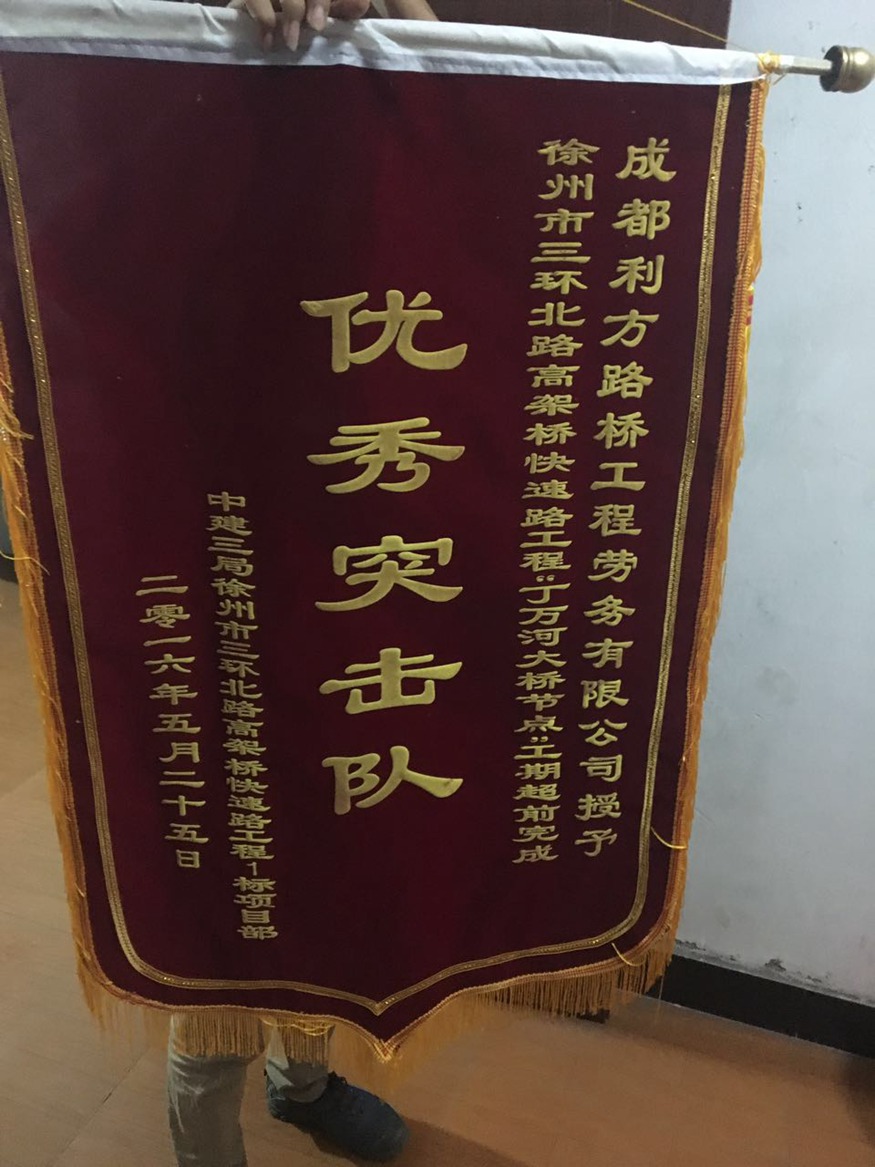 成都利方路桥工程劳务有限公司授予
徐州市三环北路高架桥快速路工程“丁万河大桥节点”工期超前完成
优秀突击队
中建三局徐州市三环北路高架桥快速路工程1标项目部
二零一六年五月二十五日